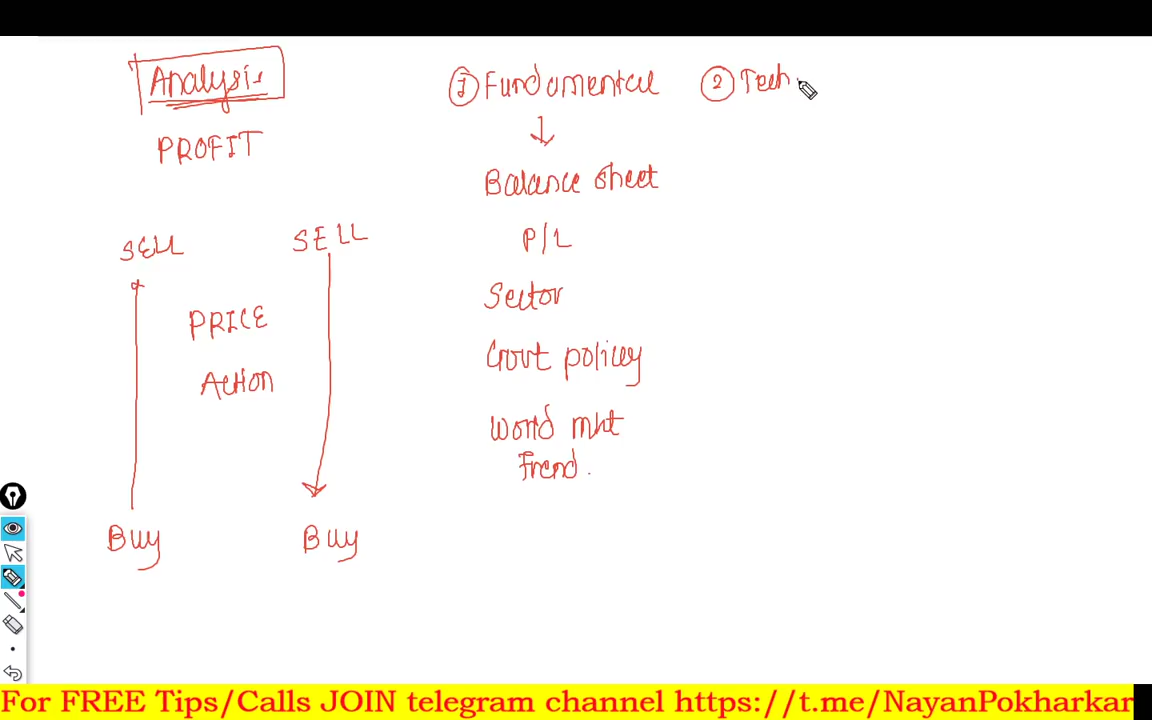 Analysis
PROFIT
SELL
SELL
PRICE
ACtiON
Buy
Buy
1 Fundamental
Balance sheet
P/L
Sector
Govt policy
World mkt
Trend.
2 Tech
For FREE Tips/Calls JOIN telegram channel https://t.me/NayanPokharkar